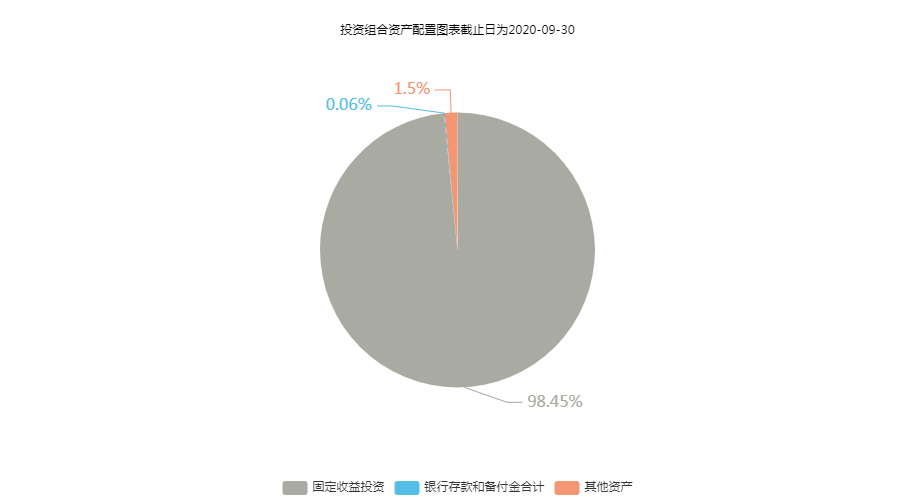 投资组合资产配置图表截止日为2020-09-30
1.5%
0.06%
98.45%
固定收益投资 银行存款和备付金合计 其他资产